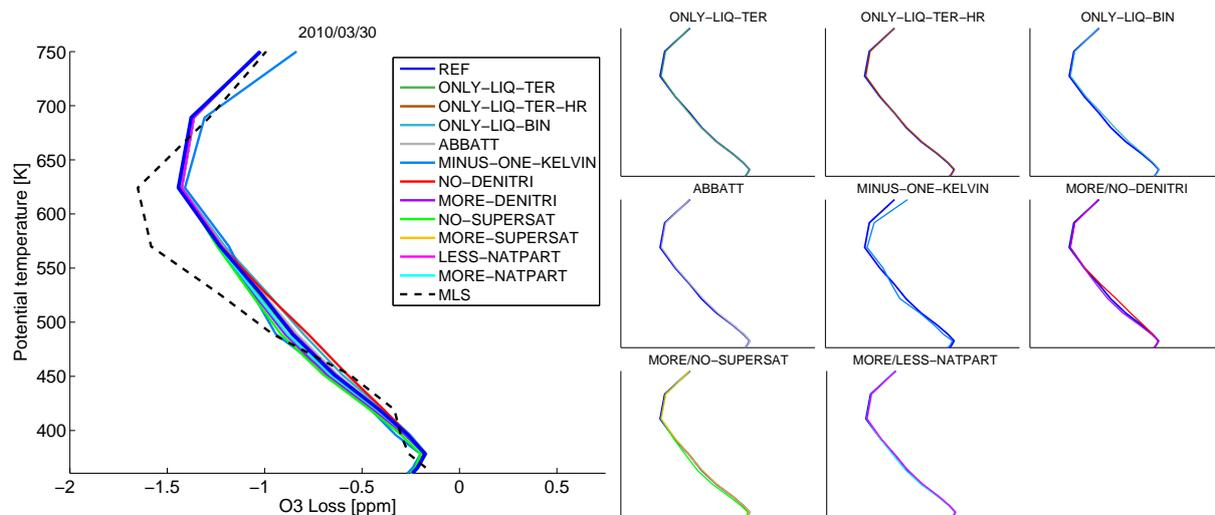 2010/03/30
750
700
650
600
550
500
450
400
Potential temperature [K]
−2
−1.5
−1
−0.5
0
0.5
O3 Loss [ppm]
REF
ONLY−LIQ−TER
ONLY−LIQ−TER−HR
ONLY−LIQ−BIN
ABBATT
MINUS−ONE−KELVIN
NO−DENITRI
MORE−DENITRI
NO−SUPERSAT
MORE−SUPERSAT
LESS−NATPART
MORE−NATPART
MLS
ONLY−LIQ−TER
ONLY−LIQ−TER−HR
ONLY−LIQ−BIN
ABBATT
MINUS−ONE−KELVIN
MORE/NO−DENITRI
MORE/NO−SUPERSAT
MORE/LESS−NATPART